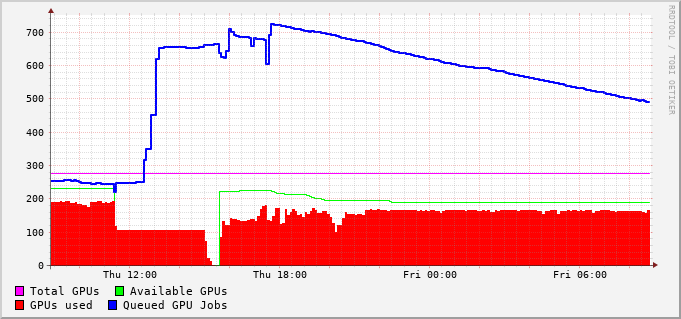 RRDTOOL / TOBI OETIKER
700
600
500
400
300
200
100
0
Thu 12:00 Thu 18:00 Fri 00:00 Fri 06:00
Total GPUs Available GPUs
GPUs used Queued GPU Jobs